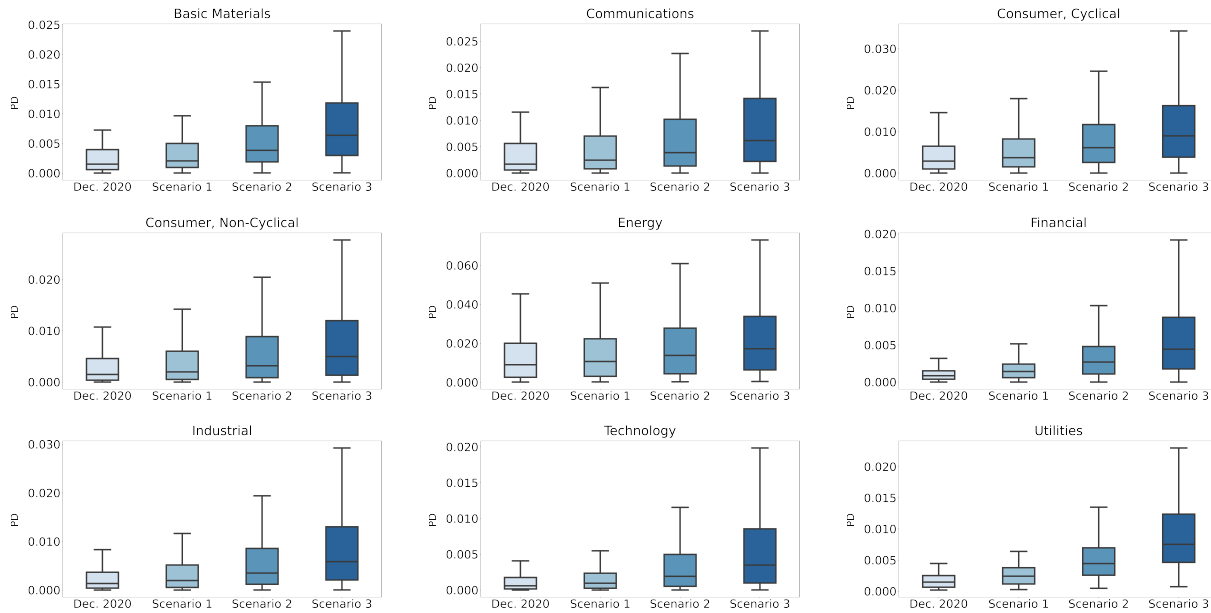 Basic Materials
0.025
0.020
0.015
0.010
0.005
0.000
PD
Dec. 2020 Scenario 1 Scenario 2 Scenario 3
Communications
0.025
0.020
0.015
0.010
0.005
0.000
PD
Dec. 2020 Scenario 1 Scenario 2 Scenario 3
Consumer, Cyclical
0.030
0.020
0.010
0.000
PD
Dec. 2020 Scenario 1 Scenario 2 Scenario 3
Consumer, Non-Cyclical
0.020
0.010
0.000
PD
Dec. 2020 Scenario 1 Scenario 2 Scenario 3
Energy
0.060
0.040
0.020
0.000
PD
Dec. 2020 Scenario 1 Scenario 2 Scenario 3
Financial
0.020
0.015
0.010
0.005
0.000
PD
Dec. 2020 Scenario 1 Scenario 2 Scenario 3
Industrial
0.030
0.020
0.010
0.000
PD
Dec. 2020 Scenario 1 Scenario 2 Scenario 3
Technology
0.020
0.015
0.010
0.005
0.000
PD
Dec. 2020 Scenario 1 Scenario 2 Scenario 3
Utilities
0.020
0.015
0.010
0.005
0.000
PD
Dec. 2020 Scenario 1 Scenario 2 Scenario 3